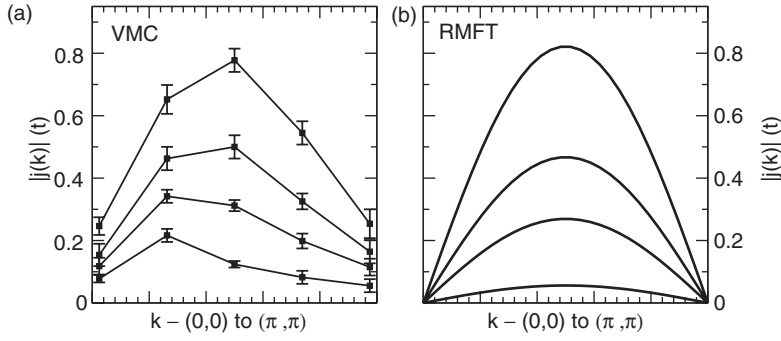 (a)
VMC
0.8
0.6
0.4
0.2
0
|j(k)| (t)
k – (0,0) to (π ,π)
(b)
RMFT
0.8
0.6
0.4
0.2
0
|j(k)| (t)
k – (0,0) to (π ,π)